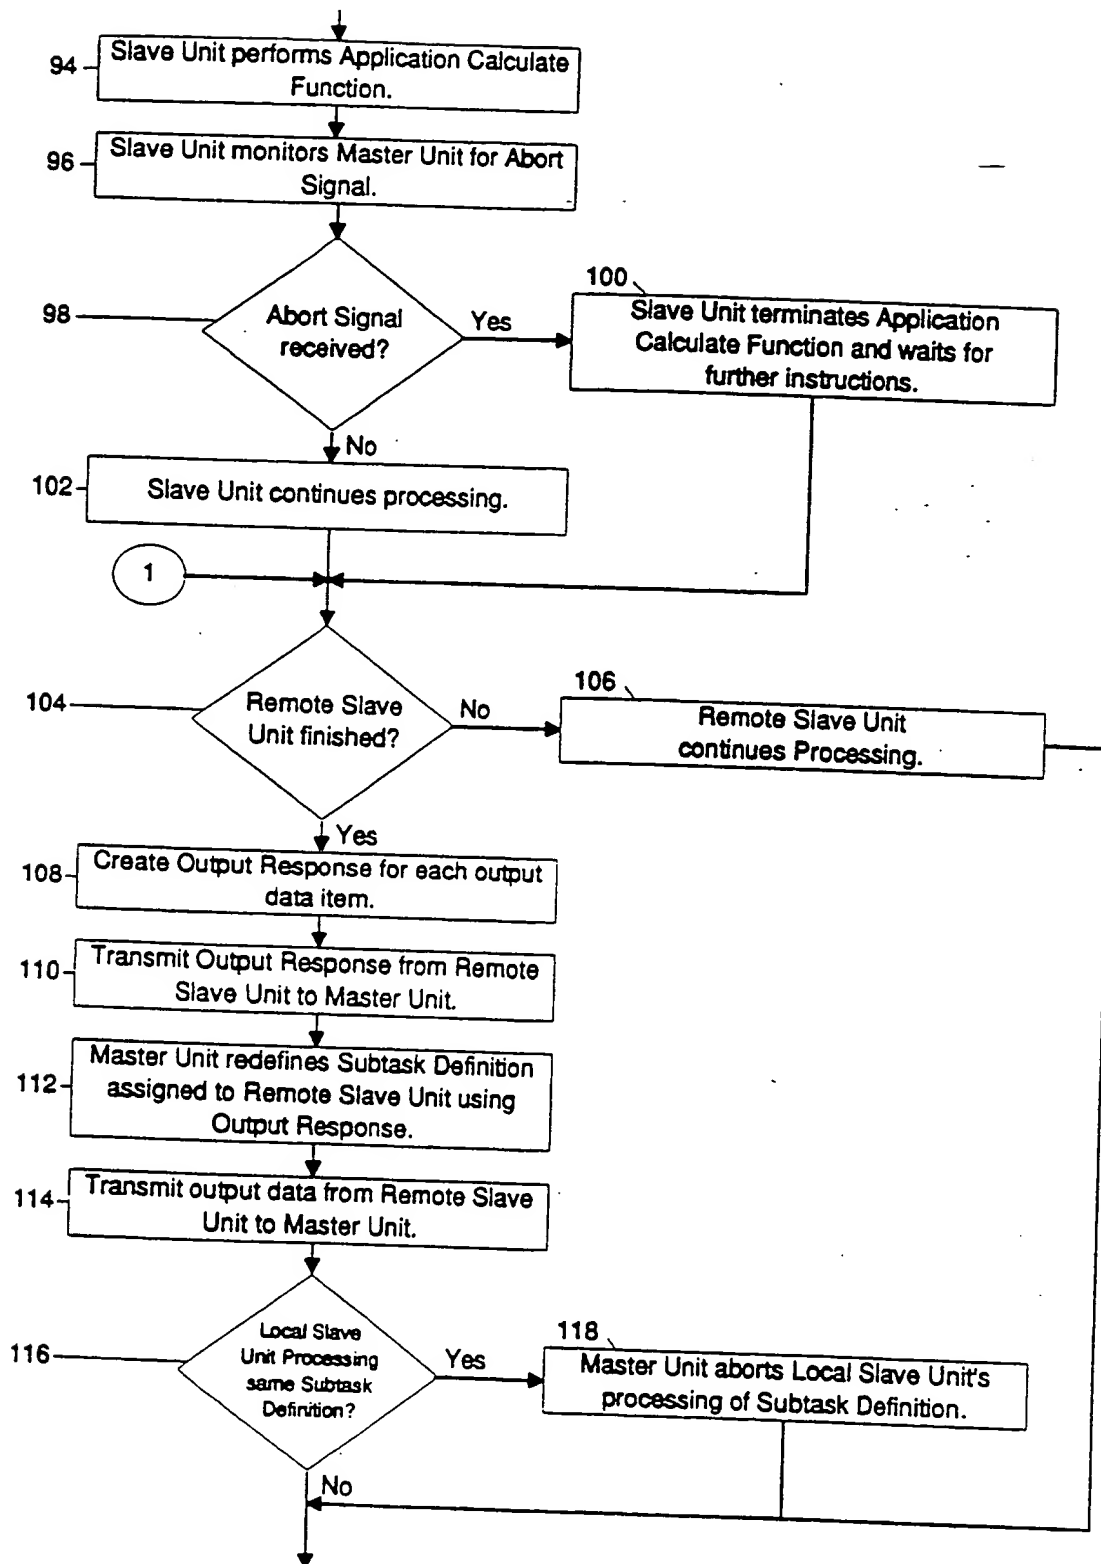 94
Slave Unit performs Application Calculate
Function.
96
Slave Unit monitors Master Unit for Abort
Signal.
98
Abort Signal
received?
Yes
100
Slave Unit terminates Application
Calculate Function and waits for
further instructions.
No
102
Slave Unit continues processing.
1
104
Remote Slave
Unit finished?
No
106
Remote Slave Unit
continues Processing.
Yes
108
Create Output Response for each output
data item.
110
Transmit Output Response from Remote
Slave Unit to Master Unit.
112
Master Unit redefines Subtask Definition
assigned to Remote Slave Unit using
Output Response.
114
Transmit output data from Remote Slave
Unit to Master Unit.
116
Local Slave
Unit Processing
same Subtask
Definition?
Yes
118
Master Unit aborts Local Slave Unit's
processing of Subtask Definition.
No